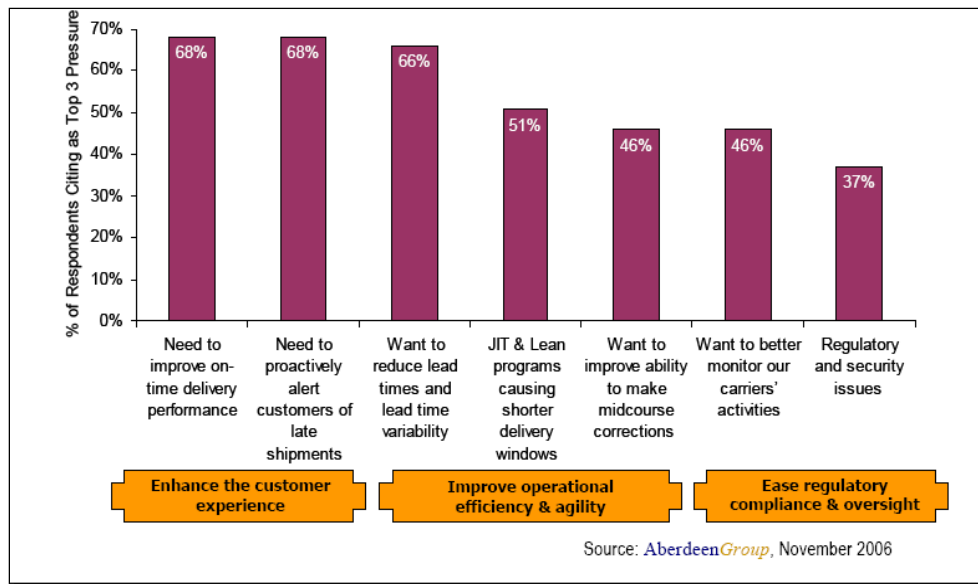 % of Respondents Citing as Top 3 Pressure
70%
60%
50%
40%
30%
20%
10%
0%
68%
68%
66%
51%
46%
46%
37%
Need to
improve on-
time delivery
performance
Need to
proactively
alert
customers of
late
shipments
Want to
reduce lead
times and
lead time
variability
JIT & Lean
programs
causing
shorter
delivery
windows
Want to
improve ability
to make
midcourse
corrections
Want to better
monitor our
carriers'
activities
Regulatory
and security
issues
Enhance the customer
experience
Improve operational
efficiency & agility
Ease regulatory
compliance & oversight
Source: AberdeenGroup, November 2006